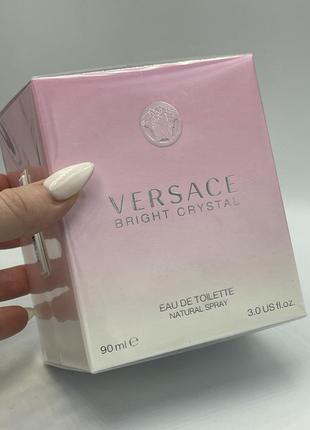 VERSACE
BRIGHT CRYSTAL
EAU DE TOILETTE
NATURAL SPRAY
90 ml ℮ 3.0 US fl.oz.